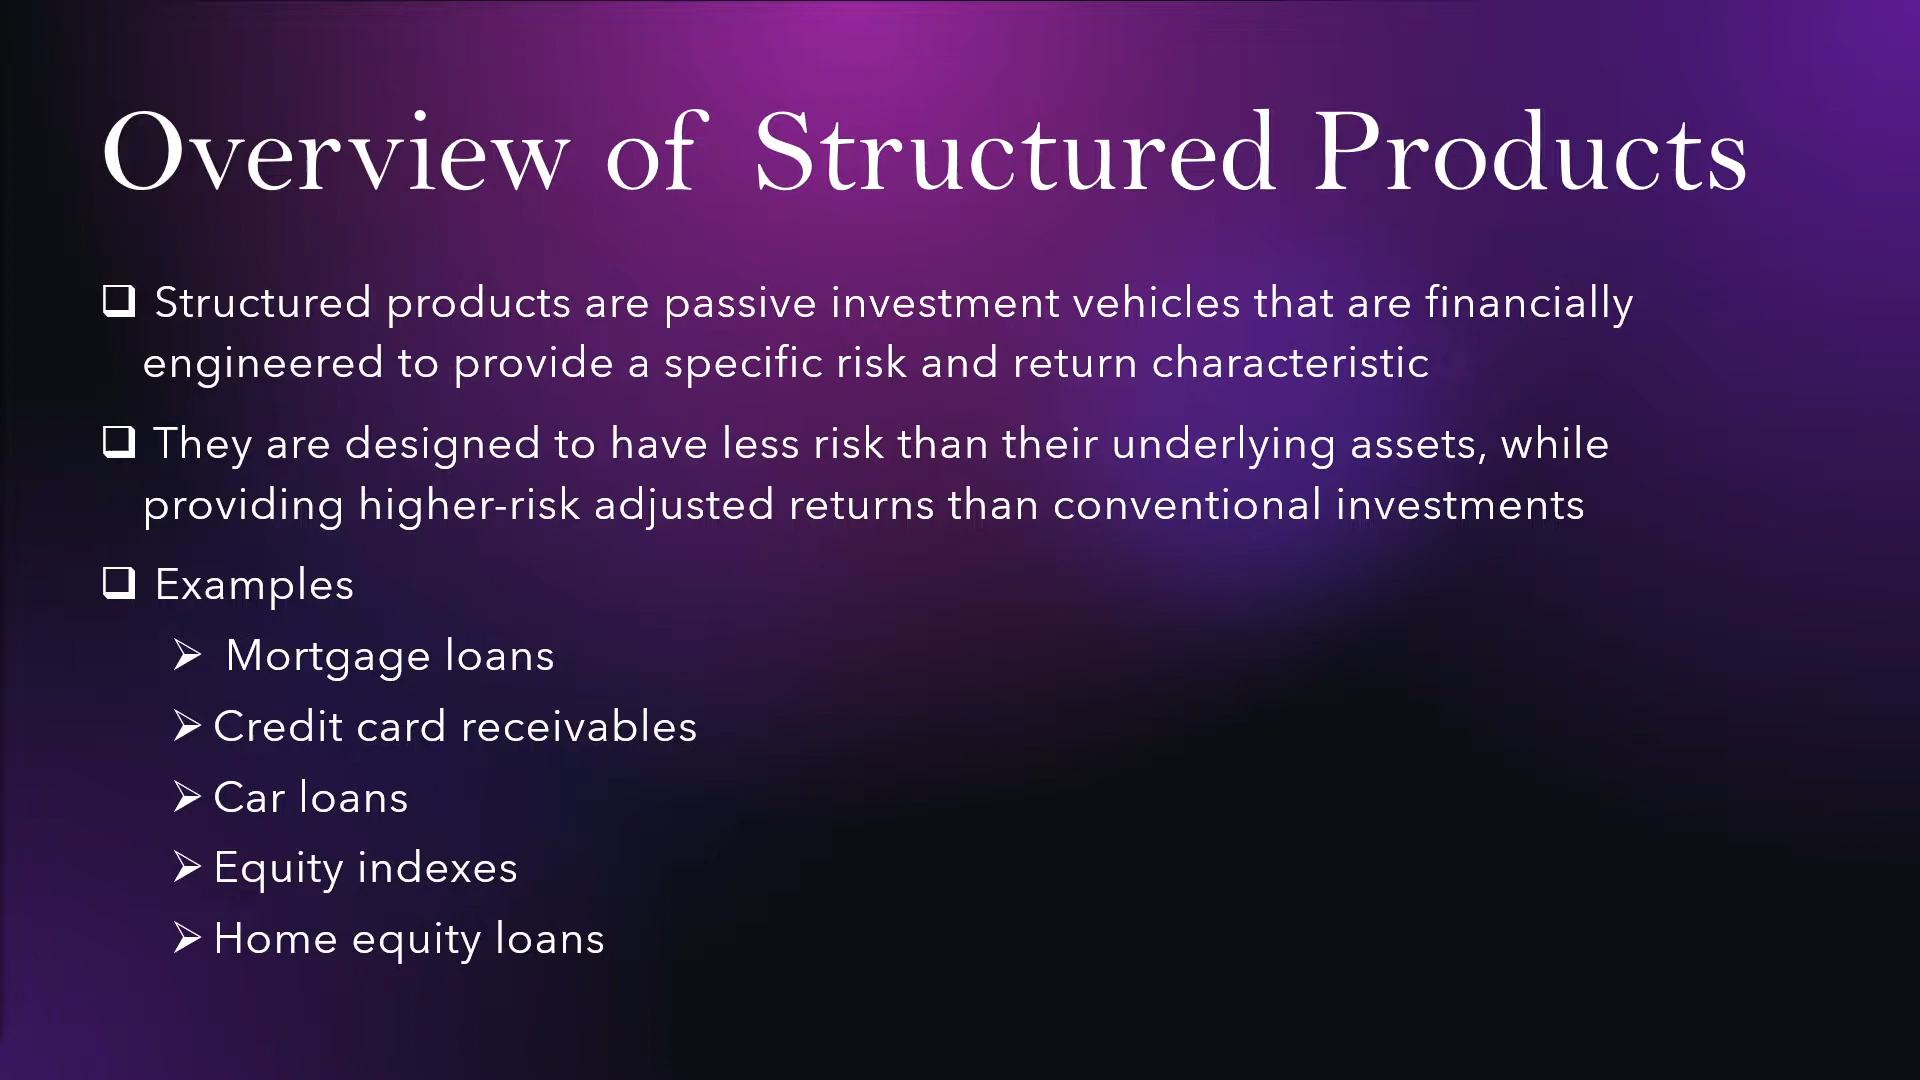 Overview of Structured Products
❑ Structured products are passive investment vehicles that are financially
engineered to provide a specific risk and return characteristic
❑ They are designed to have less risk than their underlying assets, while
providing higher-risk adjusted returns than conventional investments
❑ Examples
➢ Mortgage loans
➢ Credit card receivables
➢ Car loans
➢ Equity indexes
➢ Home equity loans